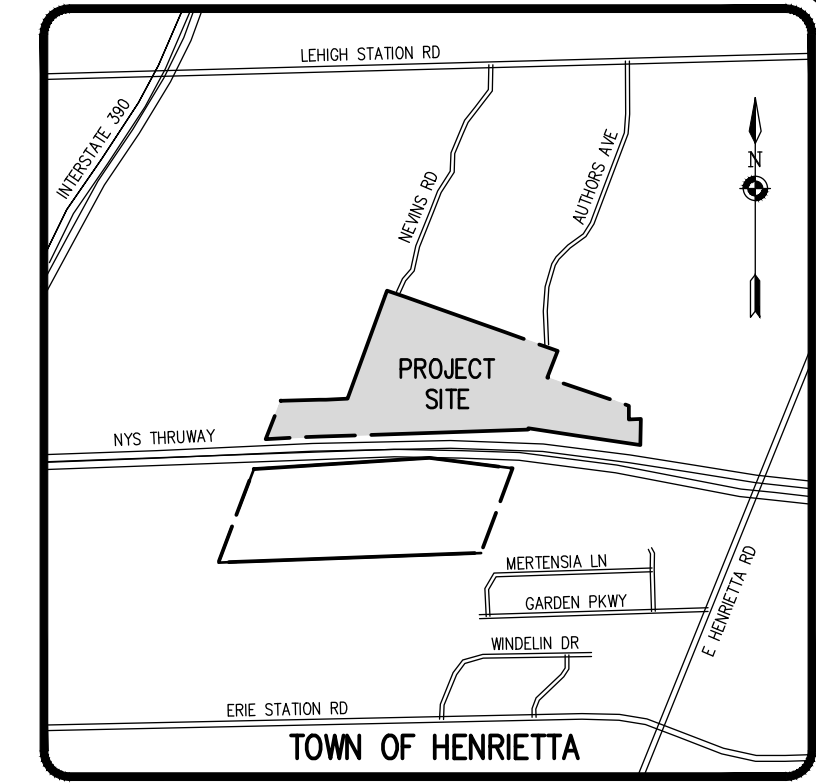 LEHIGH STATION RD
INTERSTATE 390
NEVINS RD
AUTHORS AVE
N
PROJECT
SITE
NYS THRUWAY
MERTENSIA LN
GARDEN PKWY
E HENRIETTA RD
WINDELIN DR
ERIE STATION RD
TOWN OF HENRIETTA